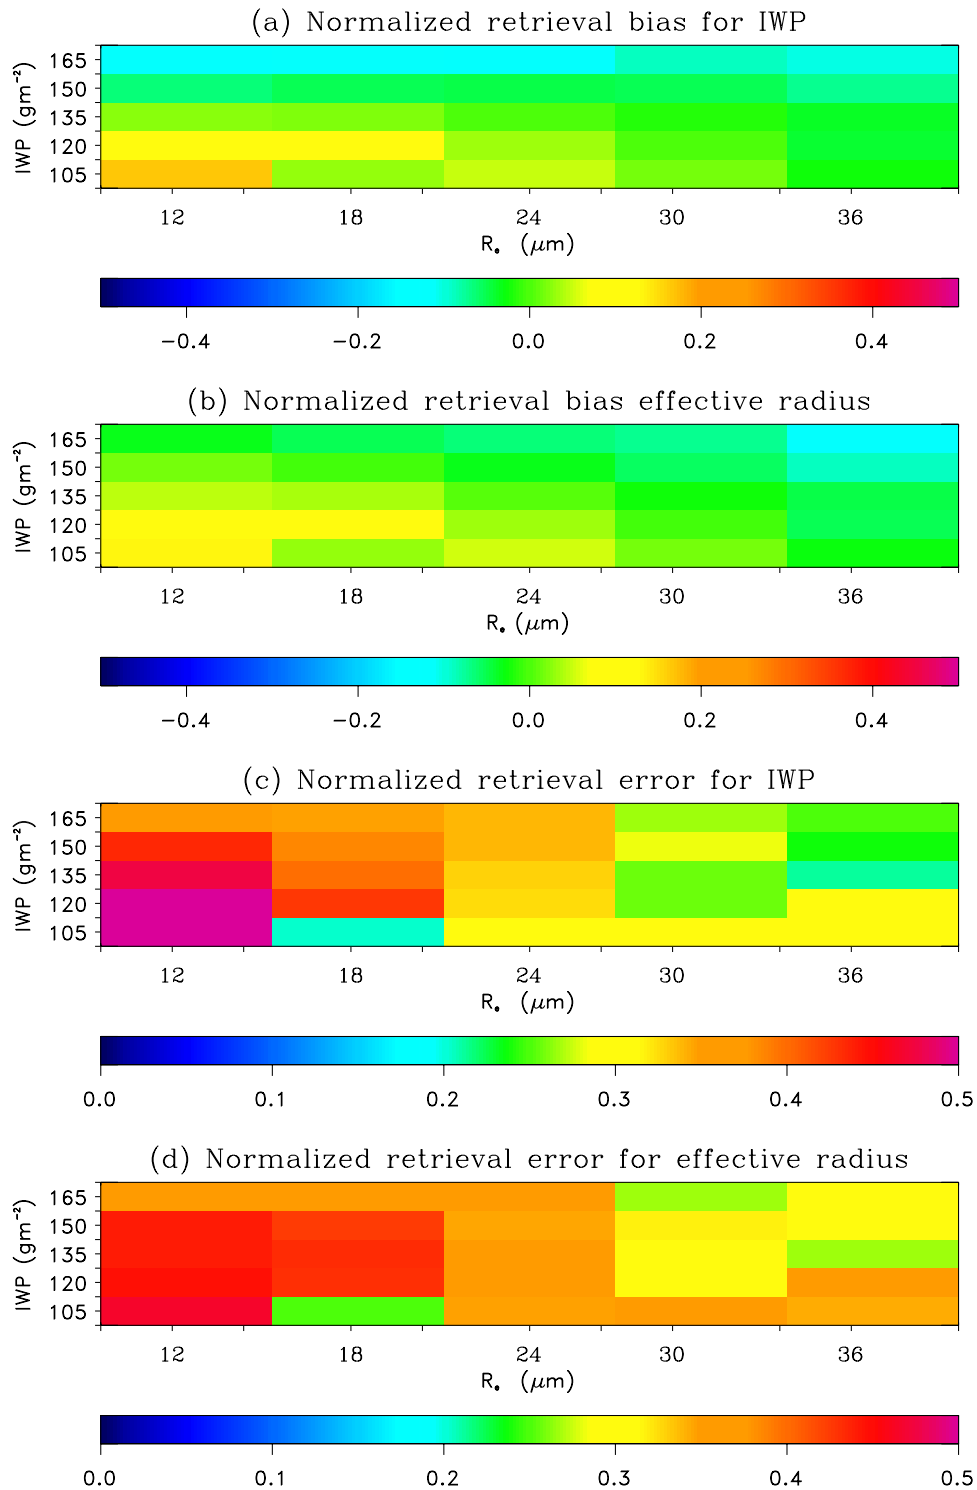 (a) Normalized retrieval bias for IWP
IWP (gm⁻²)
165
150
135
120
105
12 18 24 30 36
Rₑ (μm)
−0.4 −0.2 0.0 0.2 0.4
(b) Normalized retrieval bias effective radius
IWP (gm⁻²)
165
150
135
120
105
12 18 24 30 36
Rₑ (μm)
−0.4 −0.2 0.0 0.2 0.4
(c) Normalized retrieval error for IWP
IWP (gm⁻²)
165
150
135
120
105
12 18 24 30 36
Rₑ (μm)
0.0 0.1 0.2 0.3 0.4 0.5
(d) Normalized retrieval error for effective radius
IWP (gm⁻²)
165
150
135
120
105
12 18 24 30 36
Rₑ (μm)
0.0 0.1 0.2 0.3 0.4 0.5